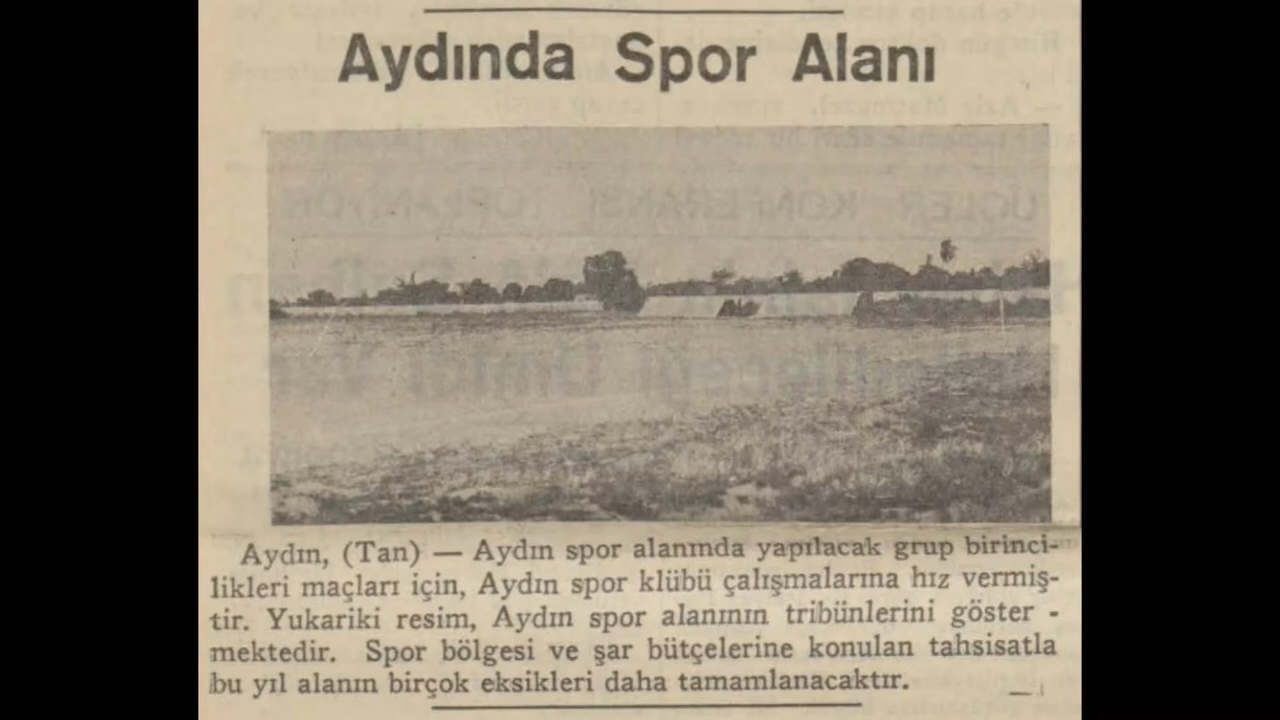 Aydında Spor Alanı
Aydın, (Tan) — Aydın spor alanında yapılacak grup birinci-
likleri maçları için, Aydın spor klübü çalışmalarına hız vermiş-
tir. Yukariki resim, Aydın spor alanının tribünlerini göster -
mektedir. Spor bölgesi ve şar bütçelerine konulan tahsisatla
bu yıl alanın birçok eksikleri daha tamamlanacaktır.